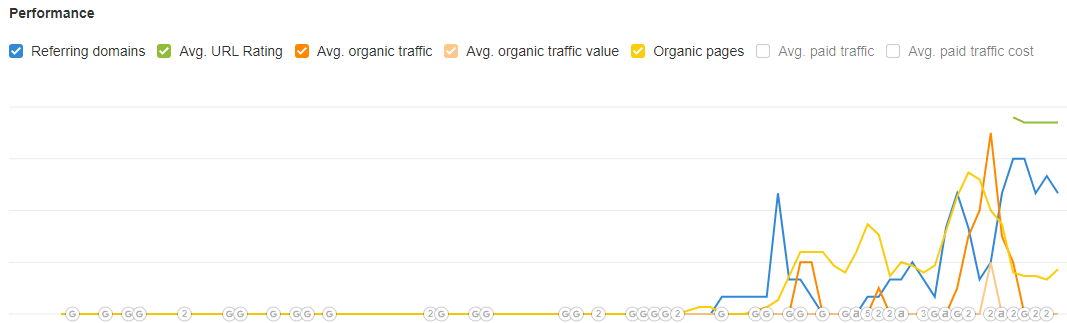 Performance
Referring domains Avg. URL Rating Avg. organic traffic Avg. organic traffic value Organic pages Avg. paid traffic Avg. paid traffic cost
G G G G 2 G G G G G G 2 G G G G G 2 G G G G 2 G G G G G G G a 5 2 2 a 3 G a G 2 2 a 2 G 2 2